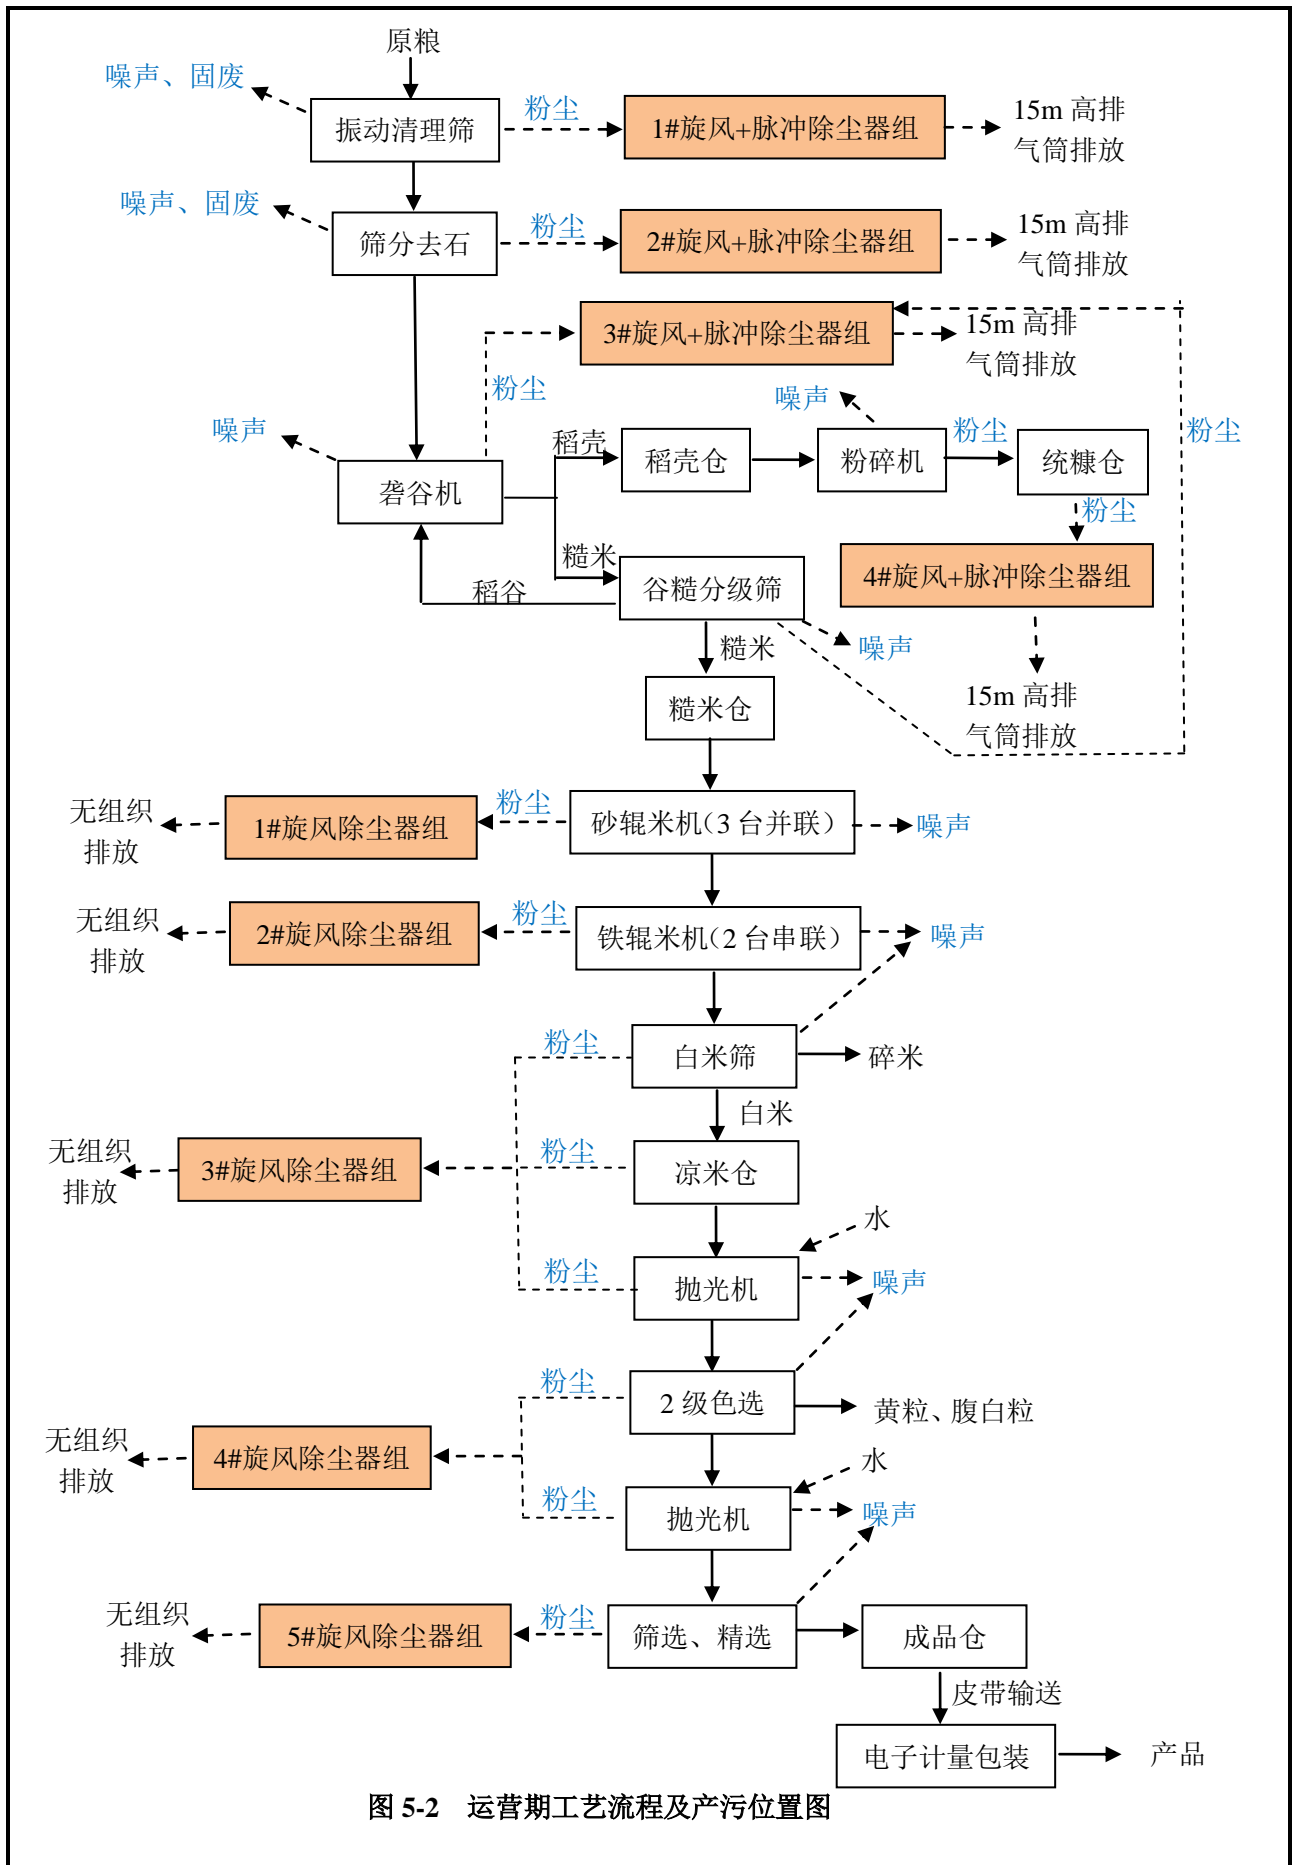 原粮
噪声、固废
振动清理筛
粉尘
1#旋风+脉冲除尘器组
15m 高排
气筒排放
噪声、固废
筛分去石
粉尘
2#旋风+脉冲除尘器组
15m 高排
气筒排放
3#旋风+脉冲除尘器组
15m 高排
气筒排放
粉尘
噪声
噪声
砻谷机
稻壳
稻壳仓
粉碎机
粉尘
统糠仓
粉尘
粉尘
糙米
稻谷
谷糙分级筛
4#旋风+脉冲除尘器组
噪声
糙米
15m 高排
气筒排放
糙米仓
无组织
排放
1#旋风除尘器组
粉尘
砂辊米机（3 台并联）
噪声
无组织
排放
2#旋风除尘器组
粉尘
铁辊米机（2 台串联）
噪声
粉尘
白米筛
碎米
白米
无组织
排放
3#旋风除尘器组
粉尘
凉米仓
水
粉尘
抛光机
噪声
粉尘
2 级色选
黄粒、腹白粒
无组织
排放
4#旋风除尘器组
水
粉尘
抛光机
噪声
无组织
排放
5#旋风除尘器组
粉尘
筛选、精选
成品仓
皮带输送
电子计量包装
产品
图 5-2 运营期工艺流程及产污位置图